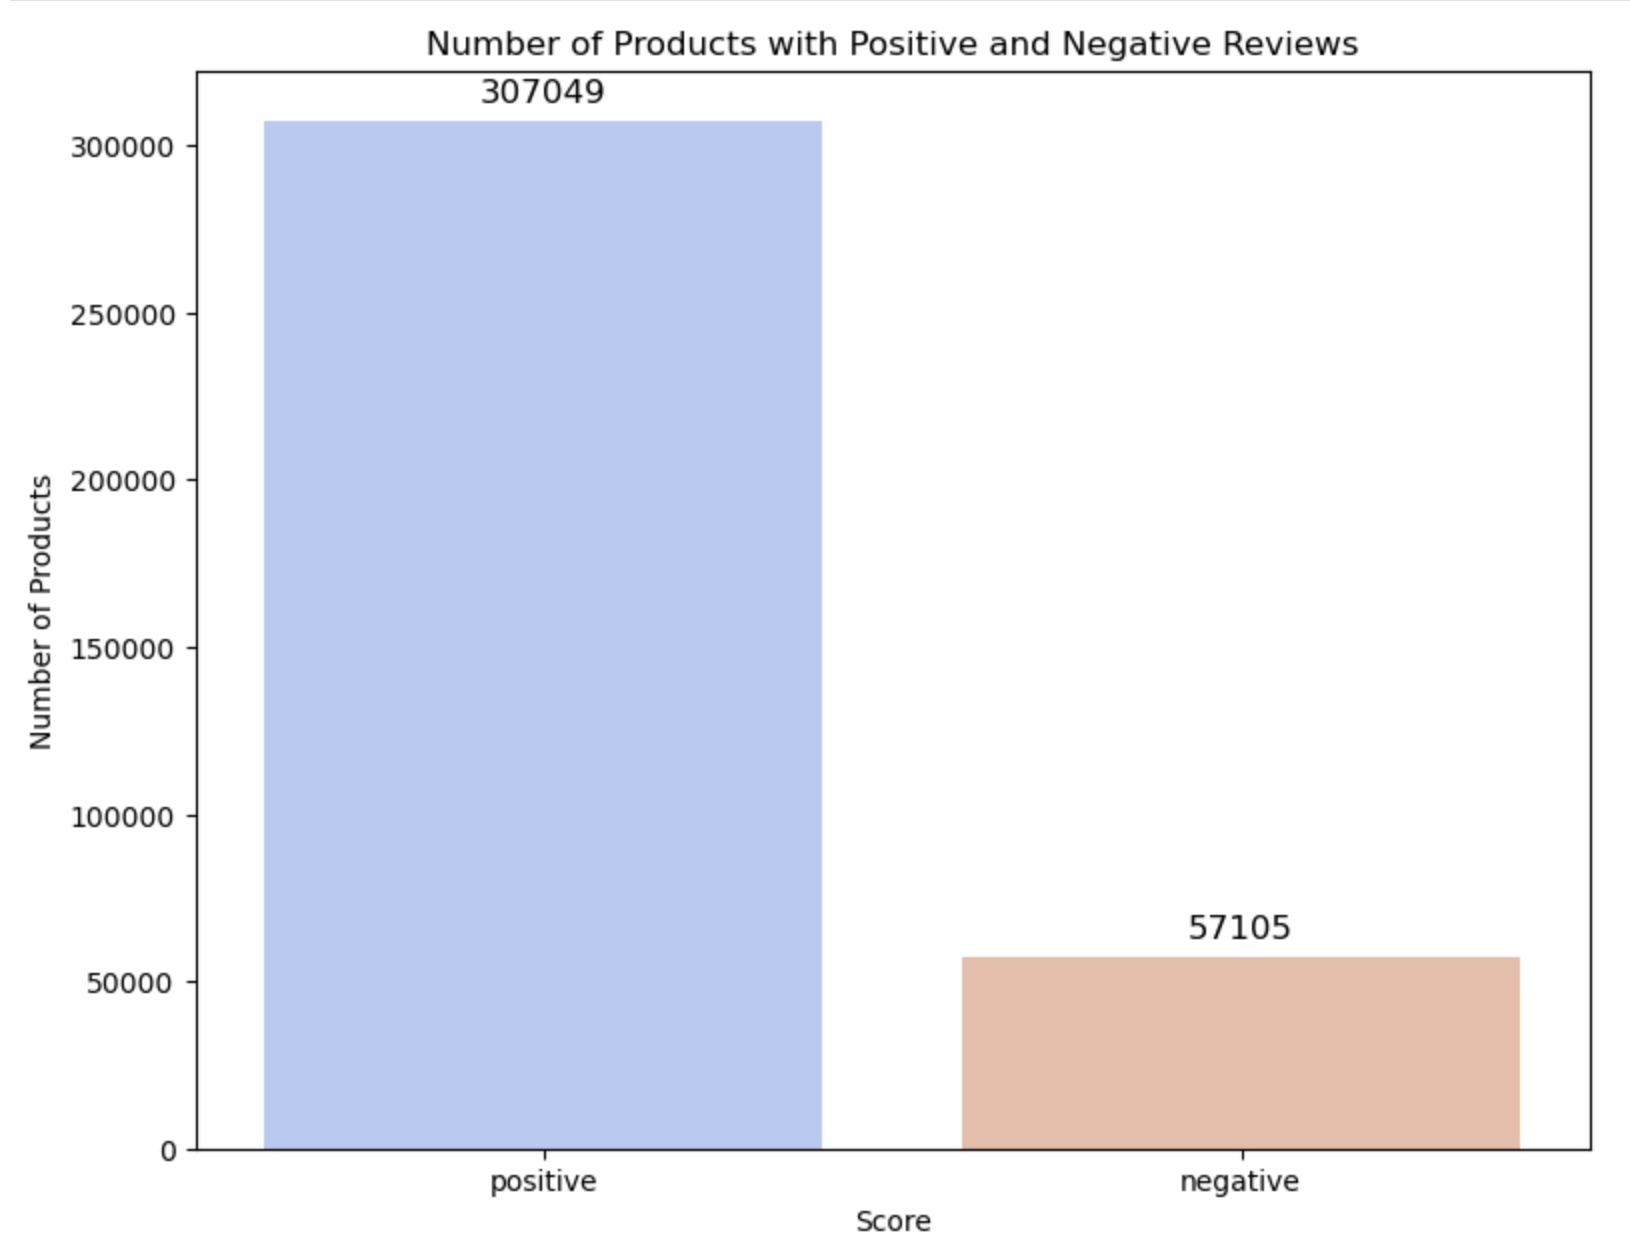 Number of Products with Positive and Negative Reviews
307049
300000
250000
200000
150000
100000
50000
0
Number of Products
57105
positive
negative
Score